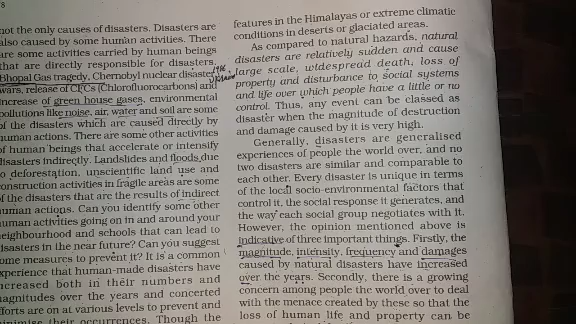 not the only causes of disasters. Disasters are
also caused by some human activities. There
are some activities carried by human beings
that are directly responsible for disasters.
Bhopal Gas tragedy, Chernobyl nuclear disaster,
wars, release of CFCs (Chlorofluorocarbons) and
increase of green house gases, environmental
pollutions like noise, air, water and soil are some
of the disasters which are caused directly by
human actions. There are some other activities
of human beings that accelerate or intensify
disasters indirectly. Landslides and floods due
to deforestation, unscientific land use and
construction activities in fragile areas are some
of the disasters that are the results of indirect
human actions. Can you identify some other
human activities going on in and around your
neighbourhood and schools that can lead to
disasters in the near future? Can you suggest
some measures to prevent it? It is a common
experience that human-made disasters have
increased both in their numbers and
magnitudes over the years and concerted
efforts are on at various levels to prevent and
minimise their occurrences. Though the
features in the Himalayas or extreme climatic
conditions in deserts or glaciated areas.
As compared to natural hazards, natural
disasters are relatively sudden and cause
large scale, widespread death, loss of
property and disturbance to social systems
and life over which people have a little or no
control. Thus, any event can be classed as
disaster when the magnitude of destruction
and damage caused by it is very high.
Generally, disasters are generalised
experiences of people the world over, and no
two disasters are similar and comparable to
each other. Every disaster is unique in terms
of the local socio-environmental factors that
control it, the social response it generates, and
the way each social group negotiates with it.
However, the opinion mentioned above is
indicative of three important things. Firstly, the
magnitude, intensity, frequency and damages
caused by natural disasters have increased
over the years. Secondly, there is a growing
concern among people the world over to deal
with the menace created by these so that the
loss of human life and property can be